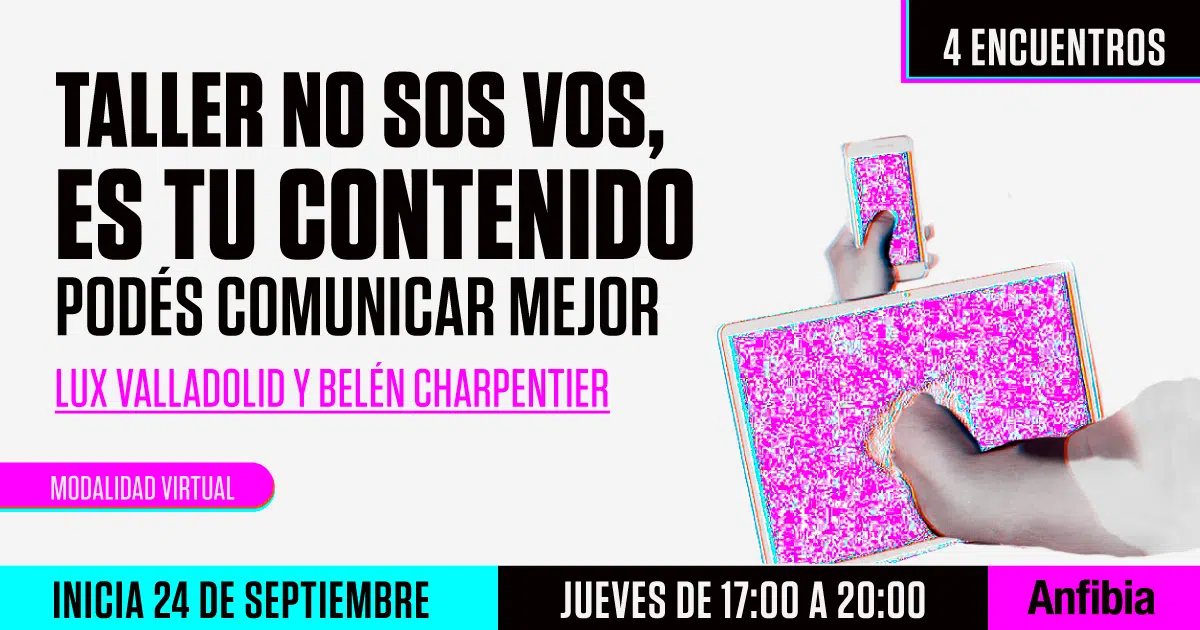 4 ENCUENTROS
TALLER NO SOS VOS,
ES TU CONTENIDO
PODÉS COMUNICAR MEJOR
LUX VALLADOLID Y BELÉN CHARPENTIER
MODALIDAD VIRTUAL
INICIA 24 DE SEPTIEMBRE
JUEVES DE 17:00 A 20:00
Anfibia